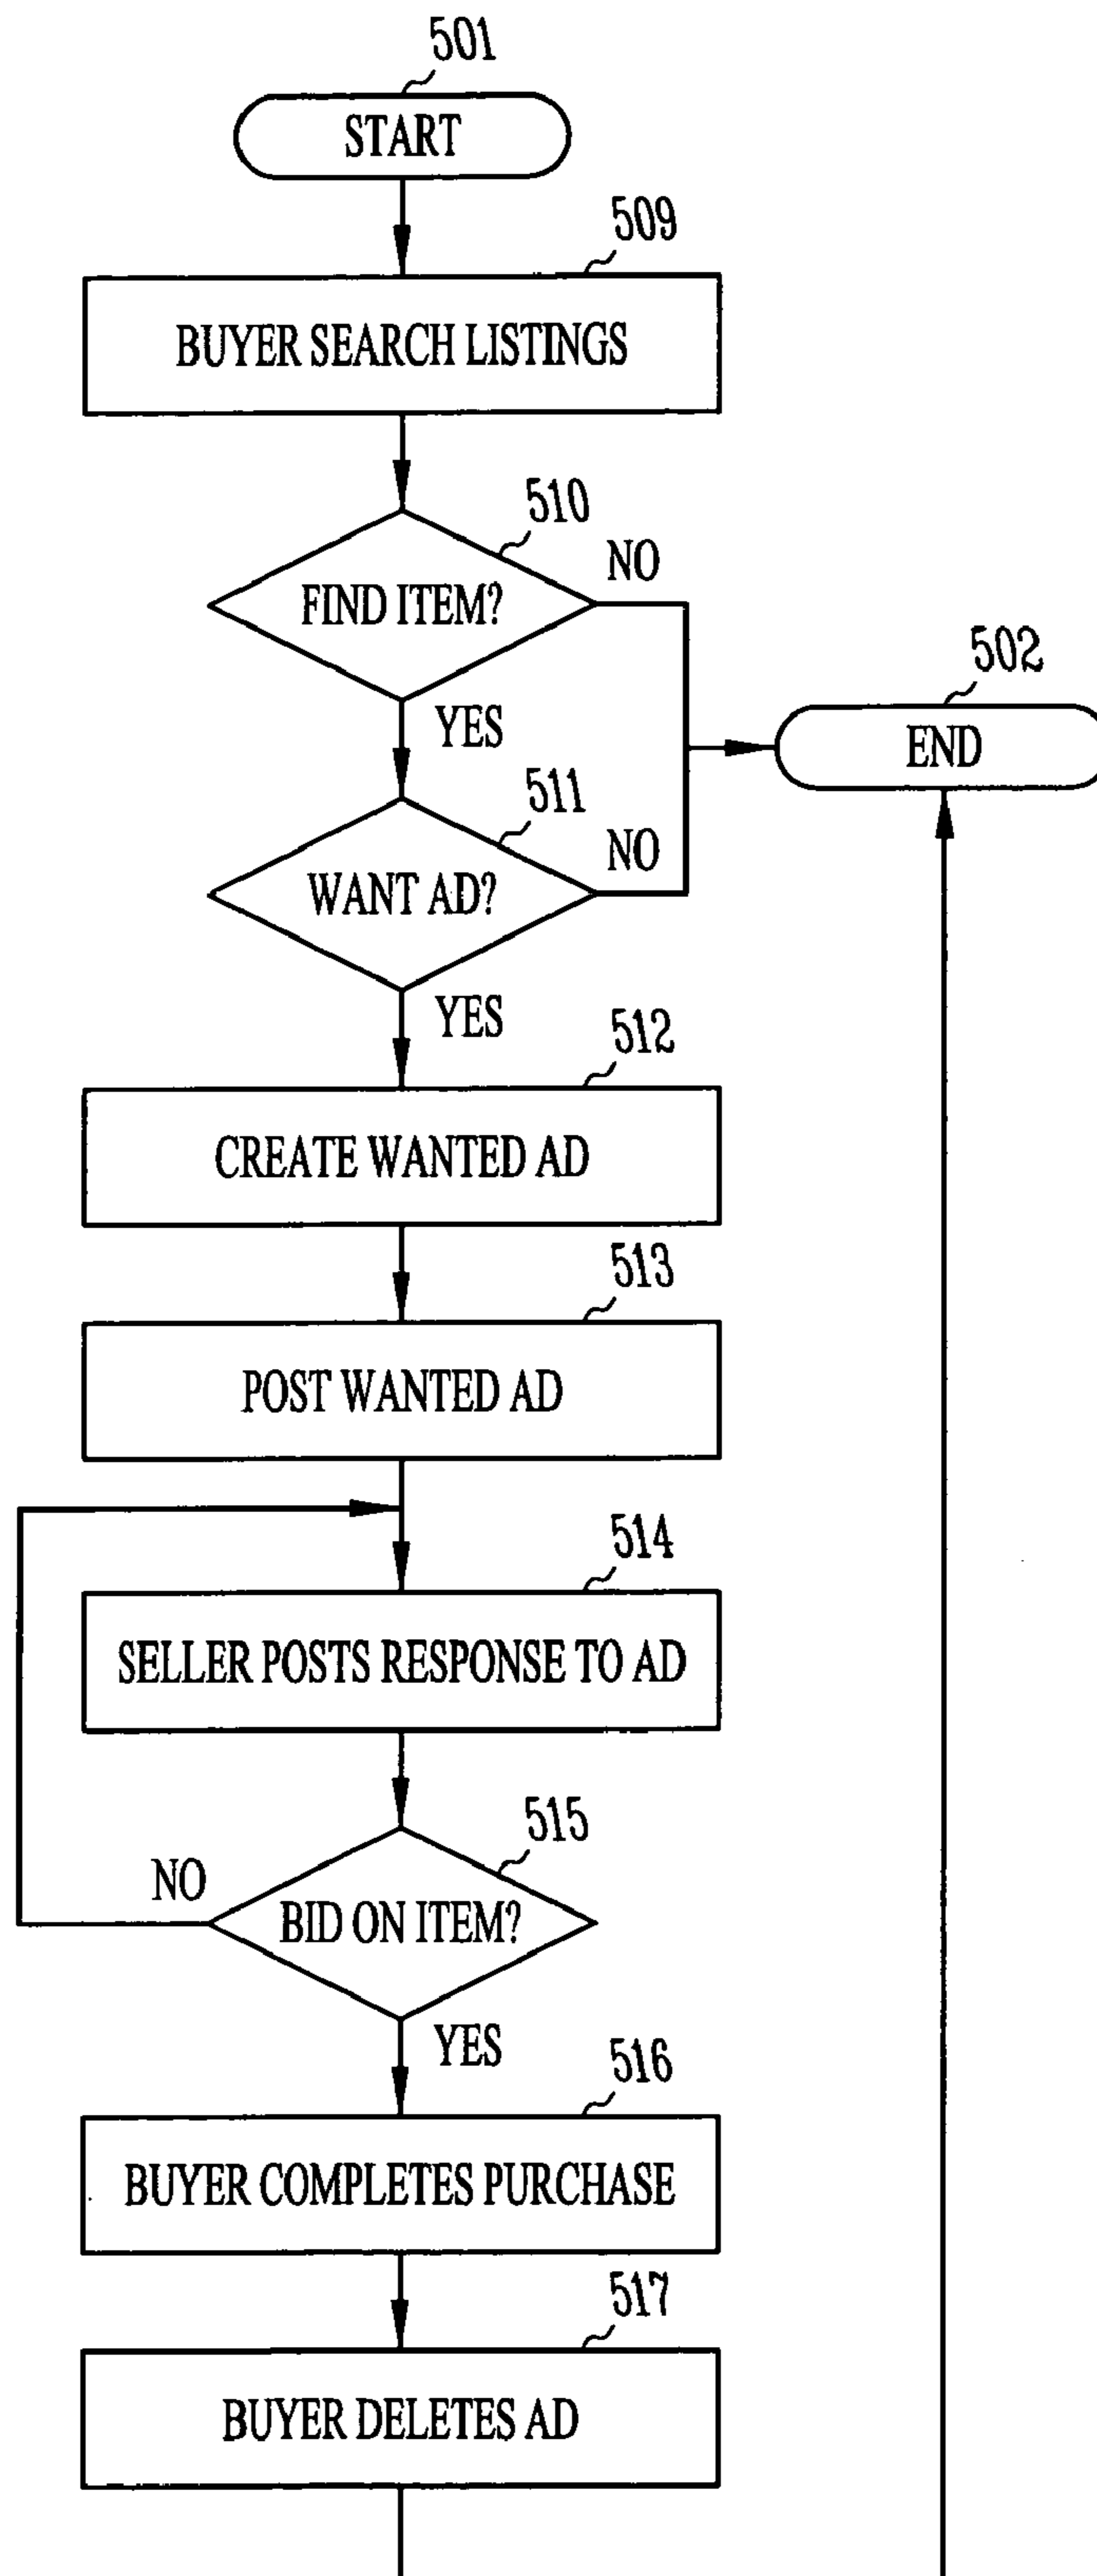 501
START
509
BUYER SEARCH LISTINGS
510
FIND ITEM?
NO
YES
502
END
511
WANT AD?
NO
YES
512
CREATE WANTED AD
513
POST WANTED AD
514
SELLER POSTS RESPONSE TO AD
515
NO
BID ON ITEM?
YES
516
BUYER COMPLETES PURCHASE
517
BUYER DELETES AD